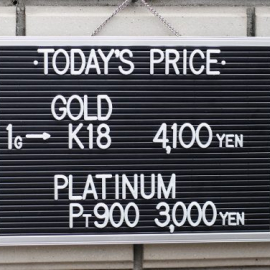 ·TODAY'S PRICE·
GOLD
1G→ K18 4,100 YEN
PLATINUM
PT900 3,000 YEN